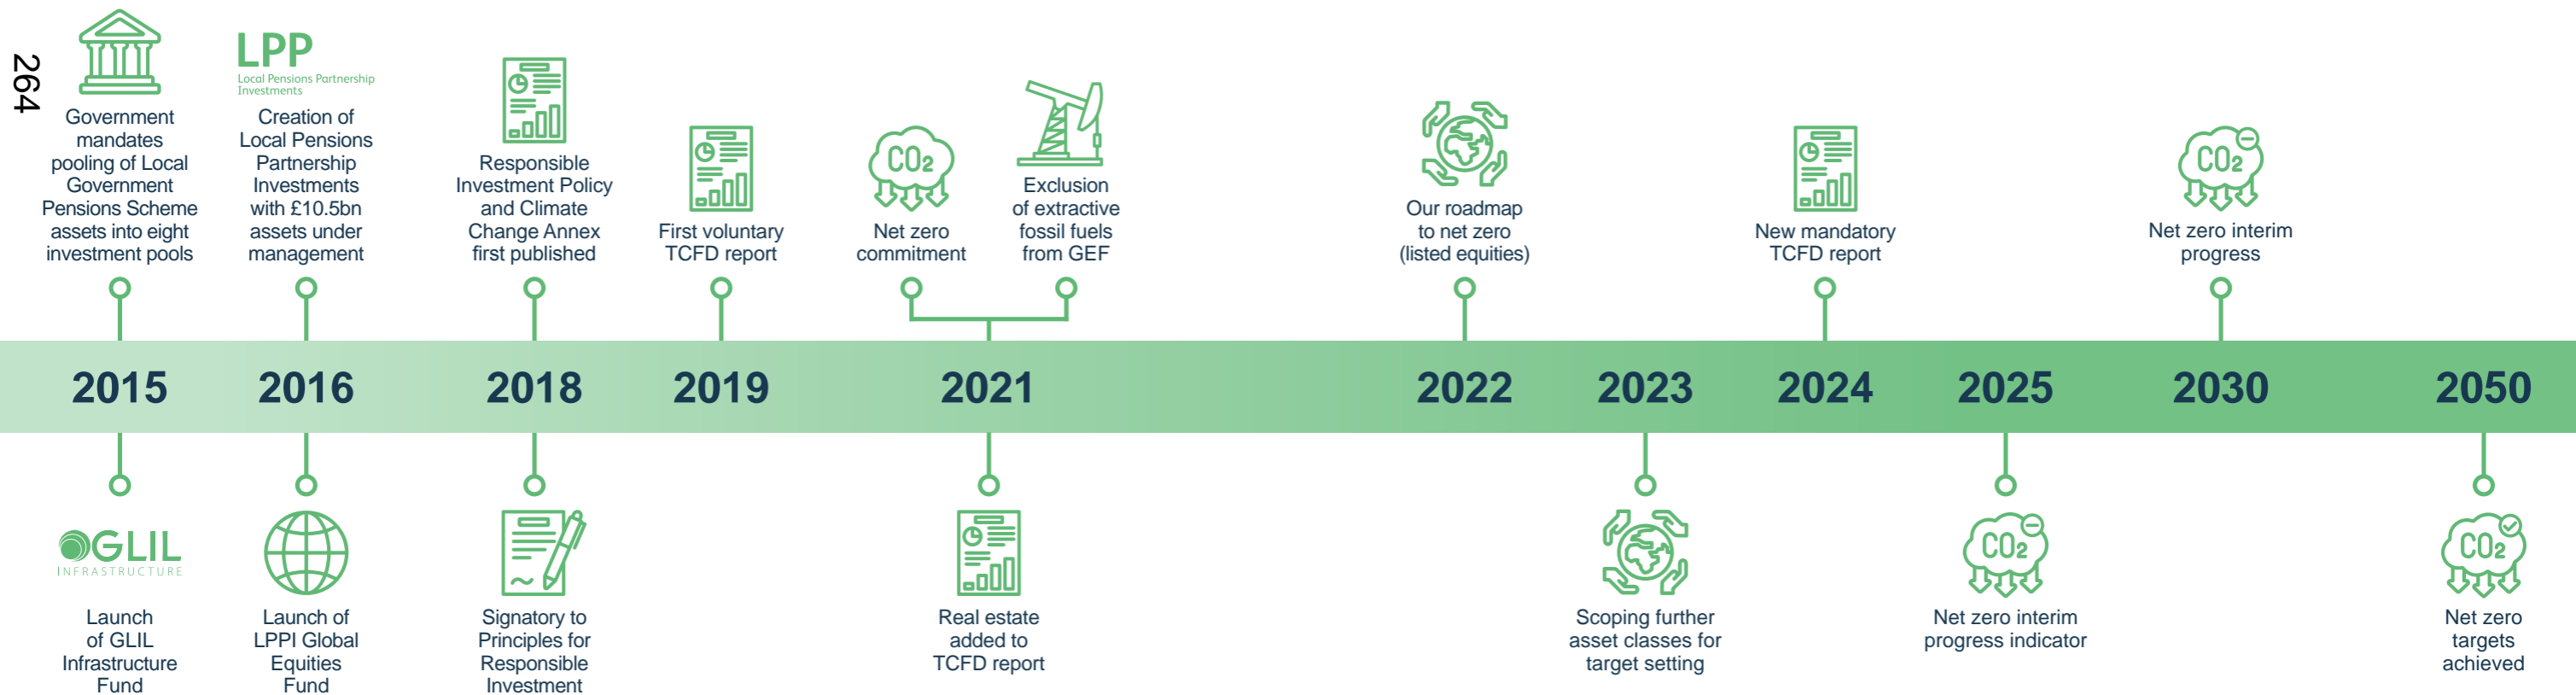 264
Government
mandates
pooling of Local
Government
Pensions Scheme
assets into eight
investment pools
LPP
Local Pensions Partnership
Investments
Creation of
Local Pensions
Partnership
Investments
with £10.5bn
assets under
management
Responsible
Investment Policy
and Climate
Change Annex
first published
First voluntary
TCFD report
CO2
Net zero
commitment
Exclusion
of extractive
fossil fuels
from GEF
Our roadmap
to net zero
(listed equities)
New mandatory
TCFD report
CO2
Net zero interim
progress
2015
2016
2018
2019
2021
2022
2023
2024
2025
2030
2050
GLIL
INFRASTRUCTURE
Launch
of GLIL
Infrastructure
Fund
Launch of
LPPI Global
Equities
Fund
Signatory to
Principles for
Responsible
Investment
Real estate
added to
TCFD report
Scoping further
asset classes for
target setting
CO2
Net zero interim
progress indicator
CO2
Net zero
targets
achieved